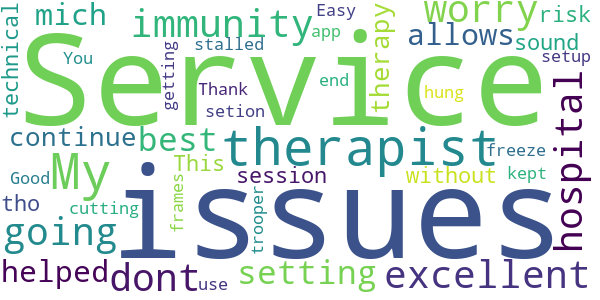 technical
mich
immunity
Easy
worry
risk
You
stalled
app
allows
sound
Service
getting
Thank
therapy
setup
setion
end
hung
continue
best
therapist
freeze
hospital
My
This
session
without
kept
Good
tho
cutting
frames
trooper
issues
going
helped
dont
use
setting
excellent